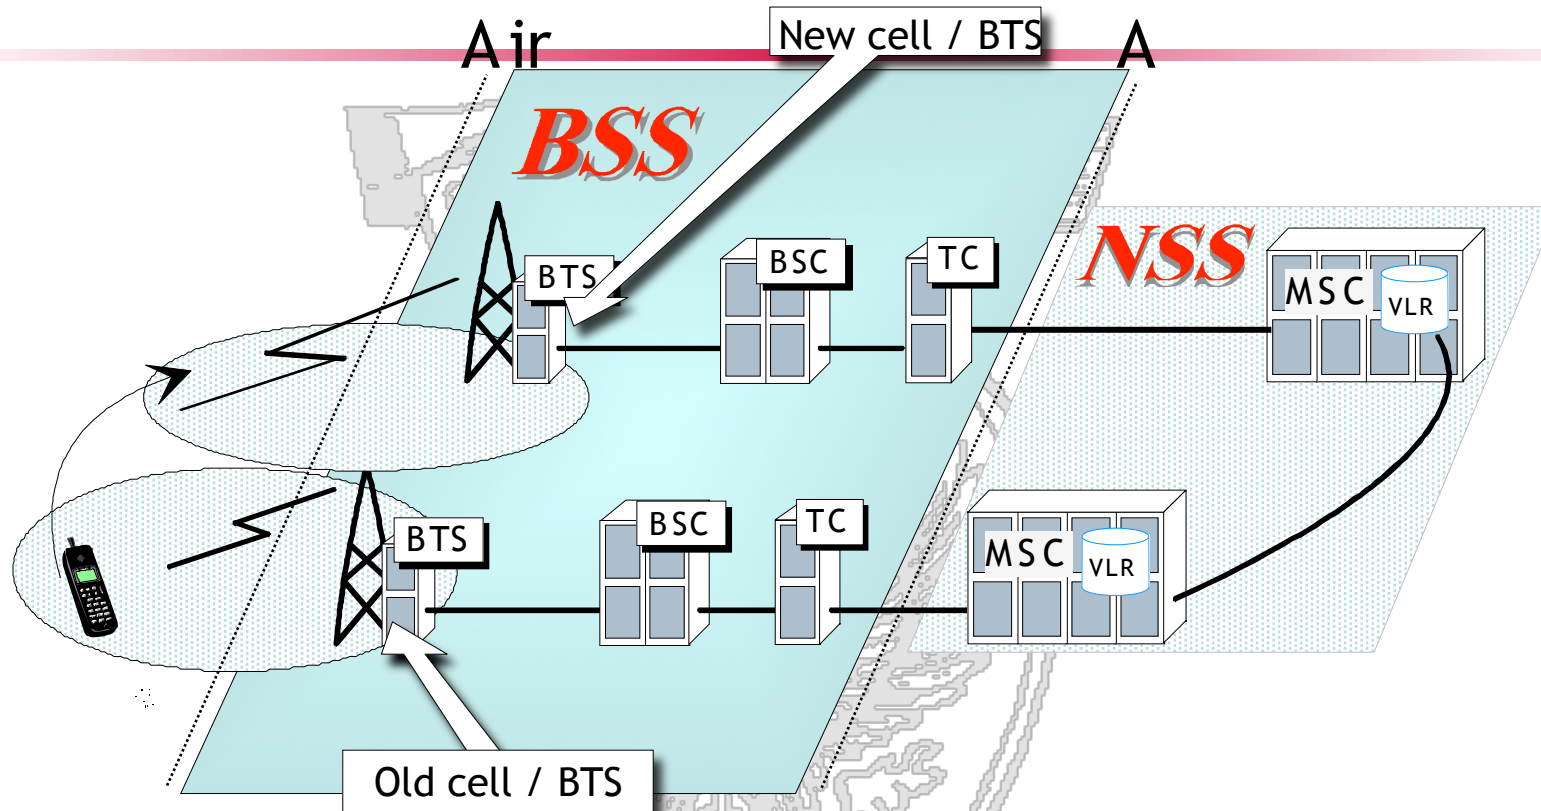 Air
New cell / BTS
A
BSS
BTS
BSC
TC
NSS
MSC
VLR
BTS
BSC
TC
MSC
VLR
Old cell / BTS